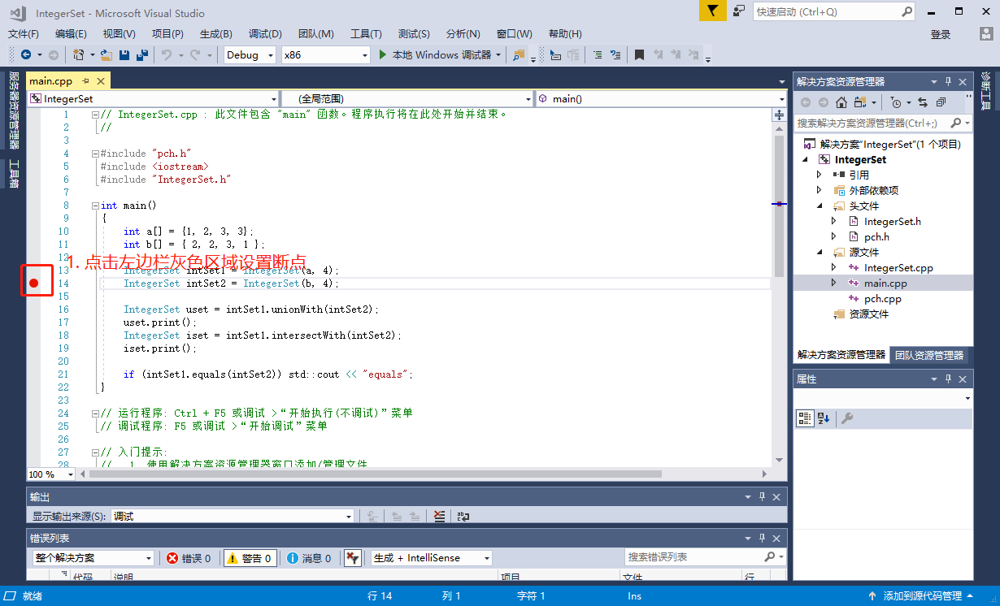 IntegerSet - Microsoft Visual Studio
快速启动 (Ctrl+Q)
文件(F) 编辑(E) 视图(V) 项目(P) 生成(B) 调试(D) 团队(M) 工具(T) 测试(S) 分析(N) 窗口(W) 帮助(H) 登录
Debug x86 本地 Windows 调试器
服务器资源管理器
工具箱
main.cpp
IntegerSet (全局范围) main()
1 // IntegerSet.cpp : 此文件包含 "main" 函数。程序执行将在此处开始并结束。
2 //
3
4 #include "pch.h"
5 #include <iostream>
6 #include "IntegerSet.h"
7
8 int main()
9 {
10 int a[] = {1, 2, 3, 3};
11 int b[] = { 2, 2, 3, 1 };
12
1. 点击左边栏灰色区域设置断点
13 IntegerSet intSet1 = IntegerSet(a, 4);
14 IntegerSet intSet2 = IntegerSet(b, 4);
15
16 IntegerSet uset = intSet1.unionWith(intSet2);
17 uset.print();
18 IntegerSet iset = intSet1.intersectWith(intSet2);
19 iset.print();
20
21 if (intSet1.equals(intSet2)) std::cout << "equals";
22 }
23
24 // 运行程序: Ctrl + F5 或调试 >“开始执行(不调试)”菜单
25 // 调试程序: F5 或调试 >“开始调试”菜单
26
27 // 入门提示:
28 // 1. 使用解决方案资源管理器窗口添加/管理文件
100 %
输出
显示输出来源(S): 调试
错误列表
整个解决方案 错误 0 警告 0 消息 0 生成 + IntelliSense 搜索错误列表
代码 说明 项目 文件 行
解决方案资源管理器
搜索解决方案资源管理器(Ctrl+;)
解决方案"IntegerSet"(1 个项目)
IntegerSet
引用
外部依赖项
头文件
IntegerSet.h
pch.h
源文件
IntegerSet.cpp
main.cpp
pch.cpp
资源文件
解决方案资源管理器 团队资源管理器
属性
诊断工具
就绪 行 14 列 1 字符 1 Ins 添加到源代码管理